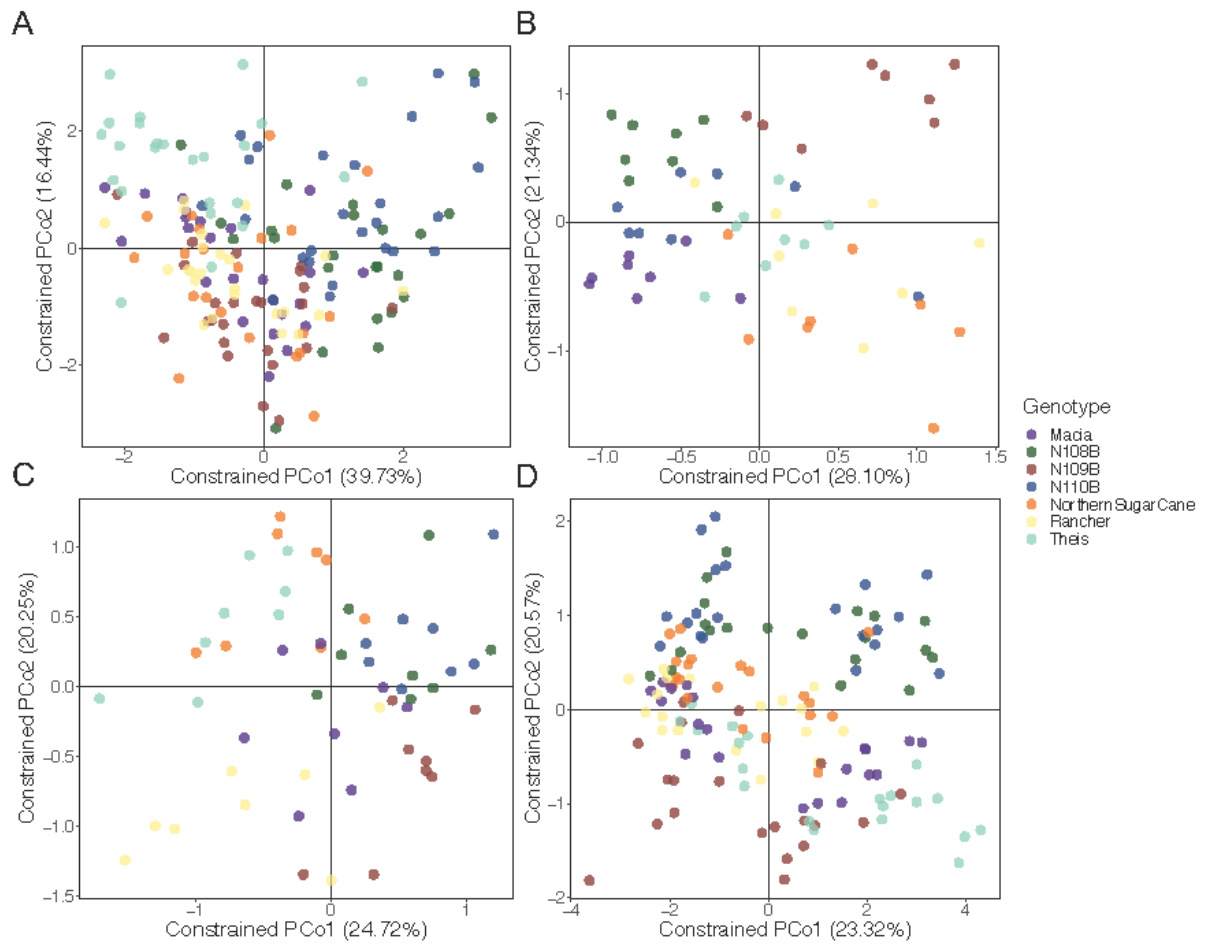 A
B
2
0
−2
−2
0
2
Constrained PCo1 (39.73%)
Constrained PCo2 (16.44%)
1
0
−1
−1.0
−0.5
0.0
0.5
1.0
1.5
Constrained PCo1 (28.10%)
Constrained PCo2 (21.34%)
Genotype
Macia
N108B
N109B
N110B
NorthernSugarCane
Rancher
Theis
C
D
1.0
0.5
0.0
−0.5
−1.0
−1.5
−1
0
1
Constrained PCo1 (24.72%)
Constrained PCo2 (20.25%)
2
1
0
−1
−2
−4
−2
0
2
4
Constrained PCo1 (23.32%)
Constrained PCo2 (20.57%)